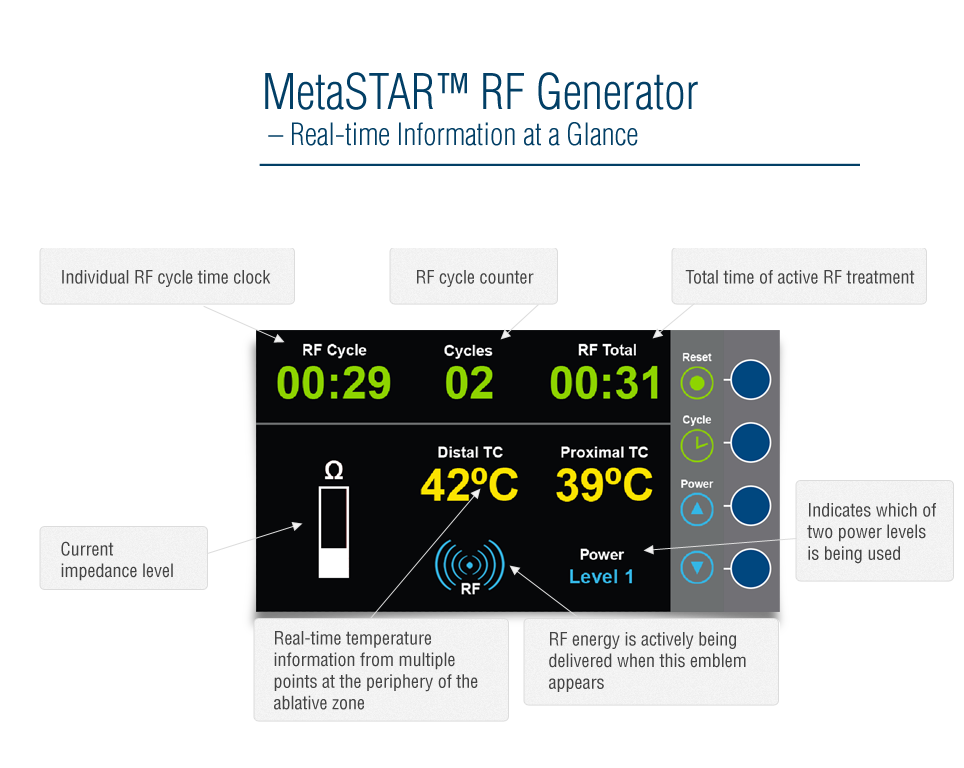 MetaSTAR™ RF Generator
– Real-time Information at a Glance
Individual RF cycle time clock
RF cycle counter
Total time of active RF treatment
RF Cycle
Cycles
RF Total
00:29
02
00:31
Reset
Cycle
Power
Distal TC
Proximal TC
42ºC
39ºC
Ω
RF
Power
Level 1
Current
impedance level
Indicates which of
two power levels
is being used
Real-time temperature
information from multiple
points at the periphery of the
ablative zone
RF energy is actively being
delivered when this emblem
appears